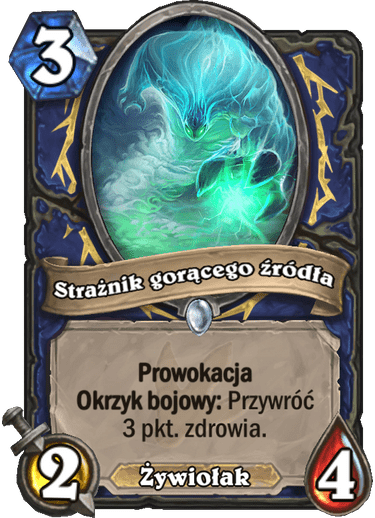 3
Strażnik gorącego źródła
Prowokacja
Okrzyk bojowy: Przywróć
3 pkt. zdrowia.
2
Żywiołak
4